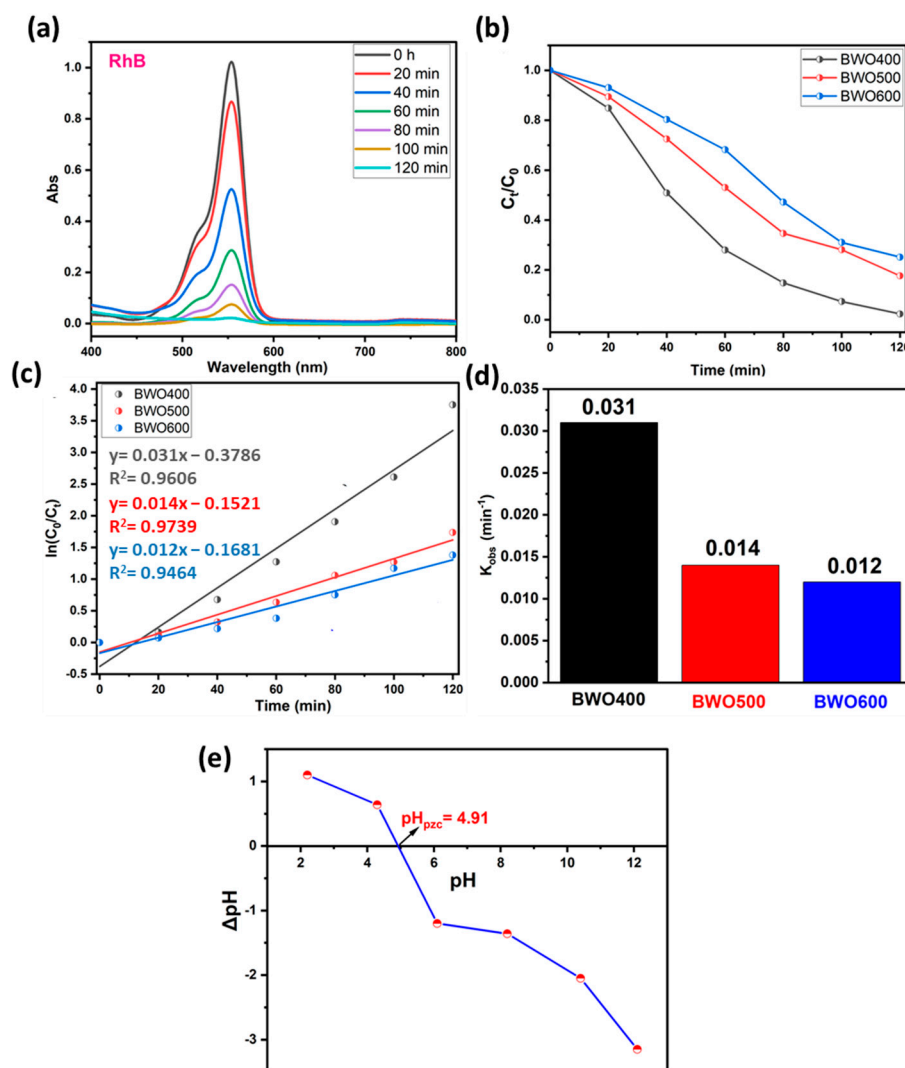 (a)
RhB
0 h
20 min
40 min
60 min
80 min
100 min
120 min
1.0
0.8
0.6
0.4
0.2
0.0
Abs
400 500 600 700 800
Wavelength (nm)
(b)
BWO400
BWO500
BWO600
1.0
0.8
0.6
0.4
0.2
0.0
Cₜ/C₀
0 20 40 60 80 100 120
Time (min)
(c)
BWO400
BWO500
BWO600
4.0
3.5
3.0
2.5
2.0
1.5
1.0
0.5
0.0
-0.5
ln(C₀/Cₜ)
y= 0.031x – 0.3786
R²= 0.9606
y= 0.014x – 0.1521
R²= 0.9739
y= 0.012x – 0.1681
R²= 0.9464
0 20 40 60 80 100 120
Time (min)
(d)
0.035
0.030
0.025
0.020
0.015
0.010
0.005
0.000
K_obs (min⁻¹)
0.031
0.014
0.012
BWO400 BWO500 BWO600
(e)
1
0
-1
-2
-3
ΔpH
pH_pzc= 4.91
2 4 6 8 10 12
pH